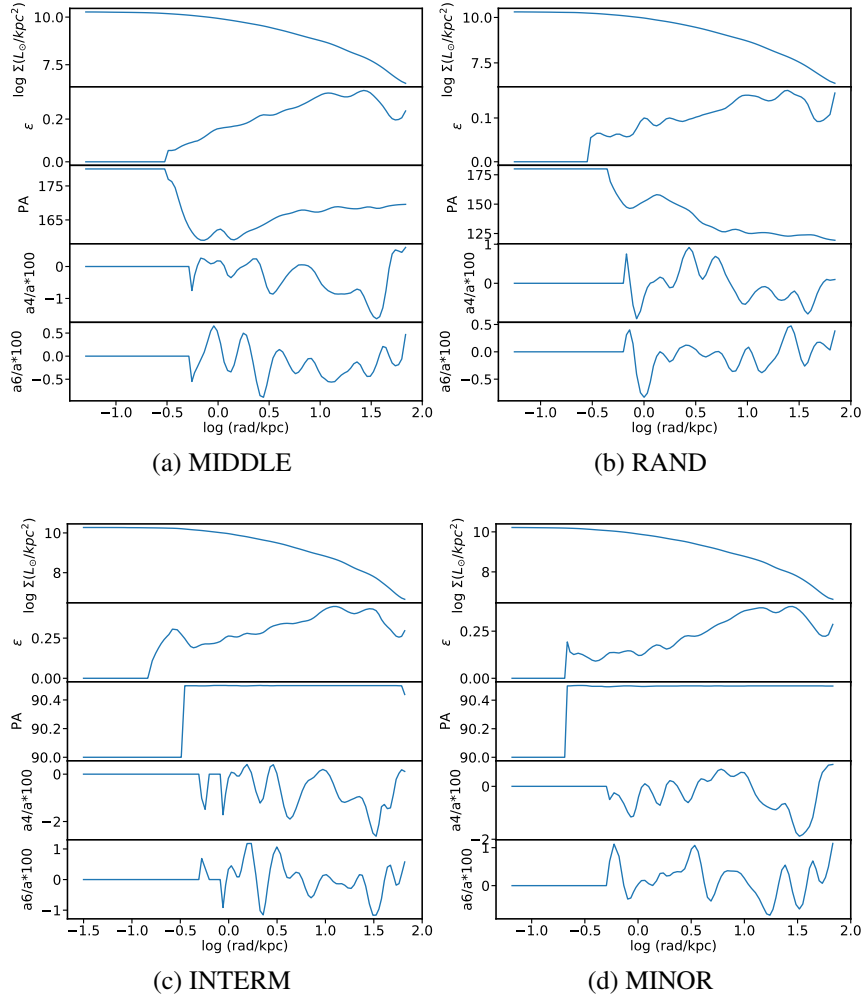 log Σ(L⊙/kpc²)
10.0
7.5
ε
0.2
0.0
PA
175
165
a4/a*100
0
−1
a6/a*100
0.5
0.0
−0.5
−1.0 −0.5 0.0 0.5 1.0 1.5 2.0
log (rad/kpc)
(a) MIDDLE
log Σ(L⊙/kpc²)
10.0
7.5
ε
0.1
0.0
PA
175
150
125
a4/a*100
1
0
a6/a*100
0.5
0.0
−0.5
−1.0 −0.5 0.0 0.5 1.0 1.5 2.0
log (rad/kpc)
(b) RAND
log Σ(L⊙/kpc²)
10
8
ε
0.25
0.00
PA
90.4
90.2
90.0
a4/a*100
0
−2
a6/a*100
1
0
−1
−1.5 −1.0 −0.5 0.0 0.5 1.0 1.5 2.0
log (rad/kpc)
(c) INTERM
log Σ(L⊙/kpc²)
10
8
ε
0.25
0.00
PA
90.4
90.2
90.0
a4/a*100
0
−2
a6/a*100
1
0
−1.0 −0.5 0.0 0.5 1.0 1.5 2.0
log (rad/kpc)
(d) MINOR